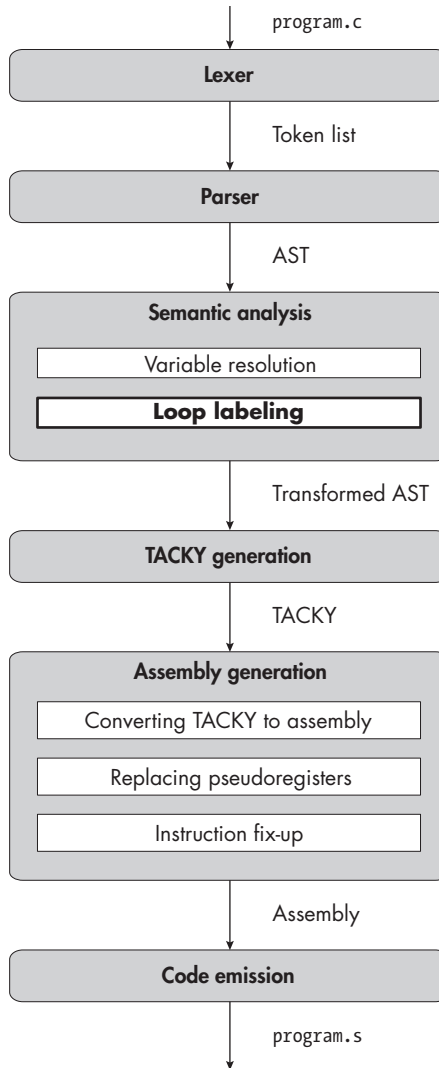 program.c
Lexer
Token list
Parser
AST
Semantic analysis
Variable resolution
Loop labeling
Transformed AST
TACKY generation
TACKY
Assembly generation
Converting TACKY to assembly
Replacing pseudoregisters
Instruction fix-up
Assembly
Code emission
program.s